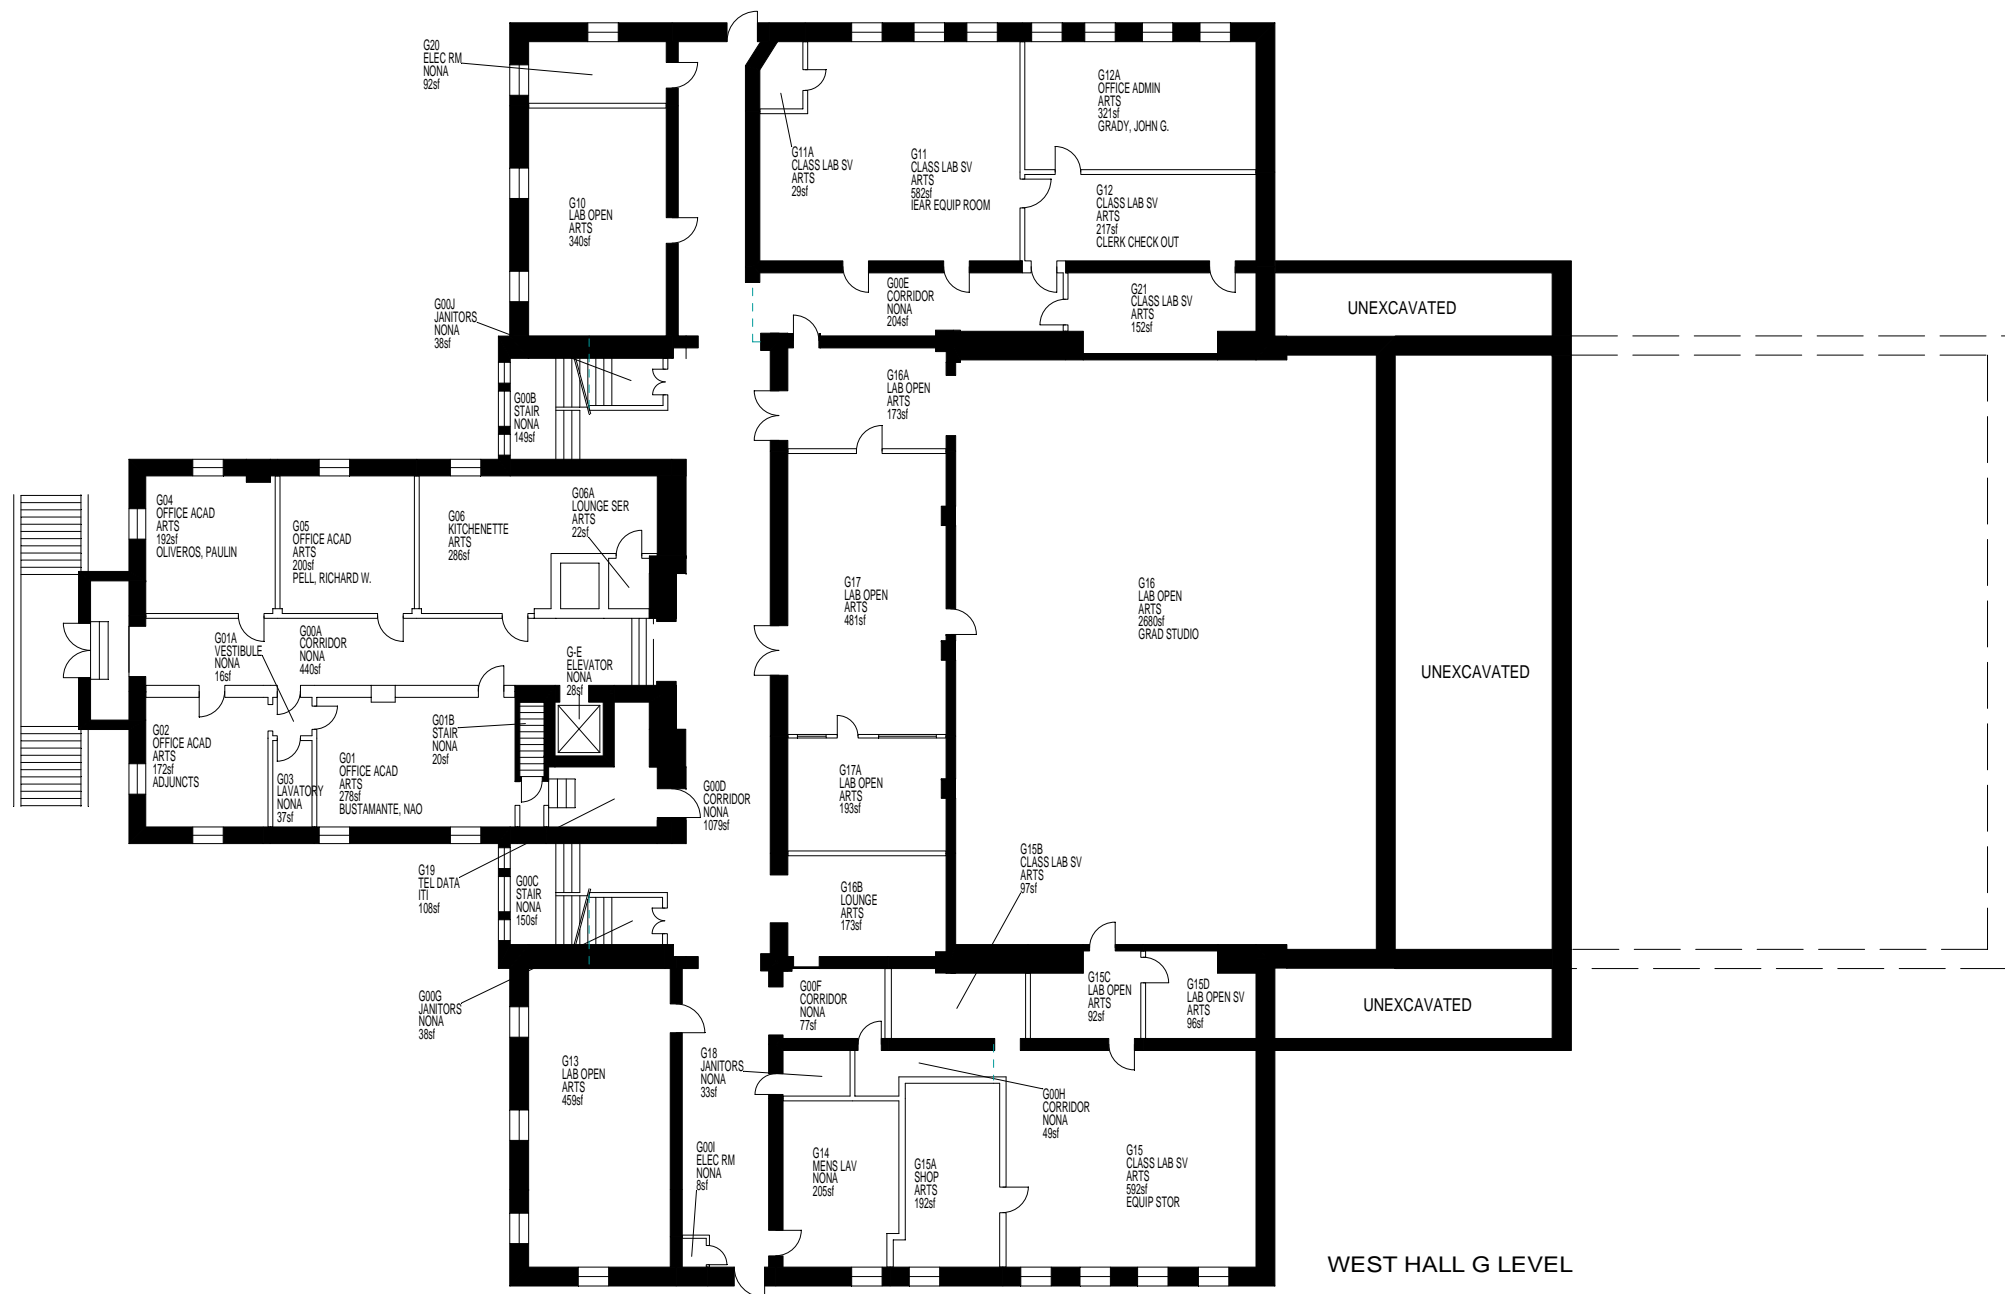 G20
ELEC RM
NONA
92sf
G12A
OFFICE ADMIN
ARTS
321sf
GRADY, JOHN G.
G11A
CLASS LAB SV
ARTS
29sf
G11
CLASS LAB SV
ARTS
582sf
IEAR EQUIP ROOM
G12
CLASS LAB SV
ARTS
217sf
CLERK CHECK OUT
G10
LAB OPEN
ARTS
340sf
G00J
JANITORS
NONA
38sf
G00E
CORRIDOR
NONA
204sf
G21
CLASS LAB SV
ARTS
152sf
UNEXCAVATED
G00B
STAIR
NONA
149sf
G16A
LAB OPEN
ARTS
173sf
G04
OFFICE ACAD
ARTS
192sf
OLIVEROS, PAULIN
G05
OFFICE ACAD
ARTS
200sf
PELL, RICHARD W.
G06
KITCHENETTE
ARTS
286sf
G06A
LOUNGE SER
ARTS
22sf
G17
LAB OPEN
ARTS
481sf
G16
LAB OPEN
ARTS
2680sf
GRAD STUDIO
UNEXCAVATED
G01A
VESTIBULE
NONA
16sf
G00A
CORRIDOR
NONA
440sf
G-E
ELEVATOR
NONA
28sf
G02
OFFICE ACAD
ARTS
172sf
ADJUNCTS
G03
LAVATORY
NONA
37sf
G01
OFFICE ACAD
ARTS
278sf
BUSTAMANTE, NAO
G01B
STAIR
NONA
20sf
G00D
CORRIDOR
NONA
1079sf
G17A
LAB OPEN
ARTS
193sf
G19
TEL DATA
ITI
108sf
G00C
STAIR
NONA
150sf
G16B
LOUNGE
ARTS
173sf
G15B
CLASS LAB SV
ARTS
97sf
G00G
JANITORS
NONA
38sf
G00F
CORRIDOR
NONA
77sf
G15C
LAB OPEN
ARTS
92sf
G15D
LAB OPEN SV
ARTS
96sf
UNEXCAVATED
G13
LAB OPEN
ARTS
459sf
G18
JANITORS
NONA
33sf
G00H
CORRIDOR
NONA
49sf
G00I
ELEC RM
NONA
8sf
G14
MENS LAV
NONA
205sf
G15A
SHOP
ARTS
192sf
G15
CLASS LAB SV
ARTS
592sf
EQUIP STOR
WEST HALL G LEVEL